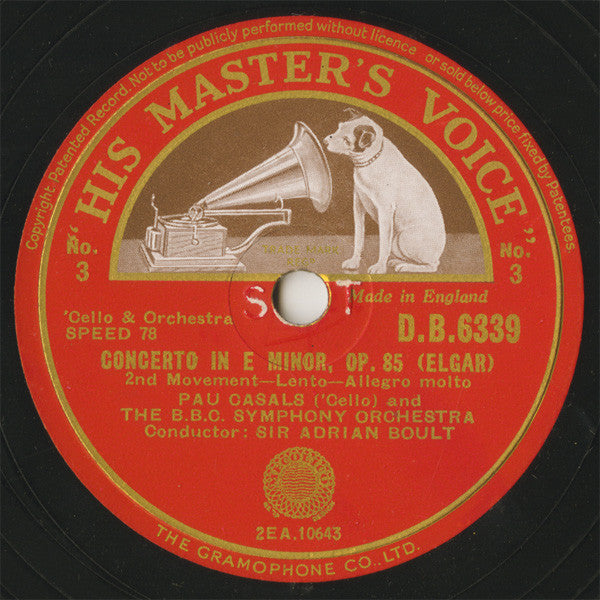 Copyright. Patented Record. Not to be publicly performed without licence or sold below price fixed by Patentees
"HIS MASTER'S VOICE"
No. 3
No. 3
S T
Made in England
'Cello & Orchestra
SPEED 78
D.B.6339
CONCERTO IN E MINOR, OP. 85 (ELGAR)
2nd Movement—Lento—Allegro molto
PAU CASALS ('Cello) and
THE B.B.C. SYMPHONY ORCHESTRA
Conductor: SIR ADRIAN BOULT
2EA.10643
THE GRAMOPHONE CO., LTD.